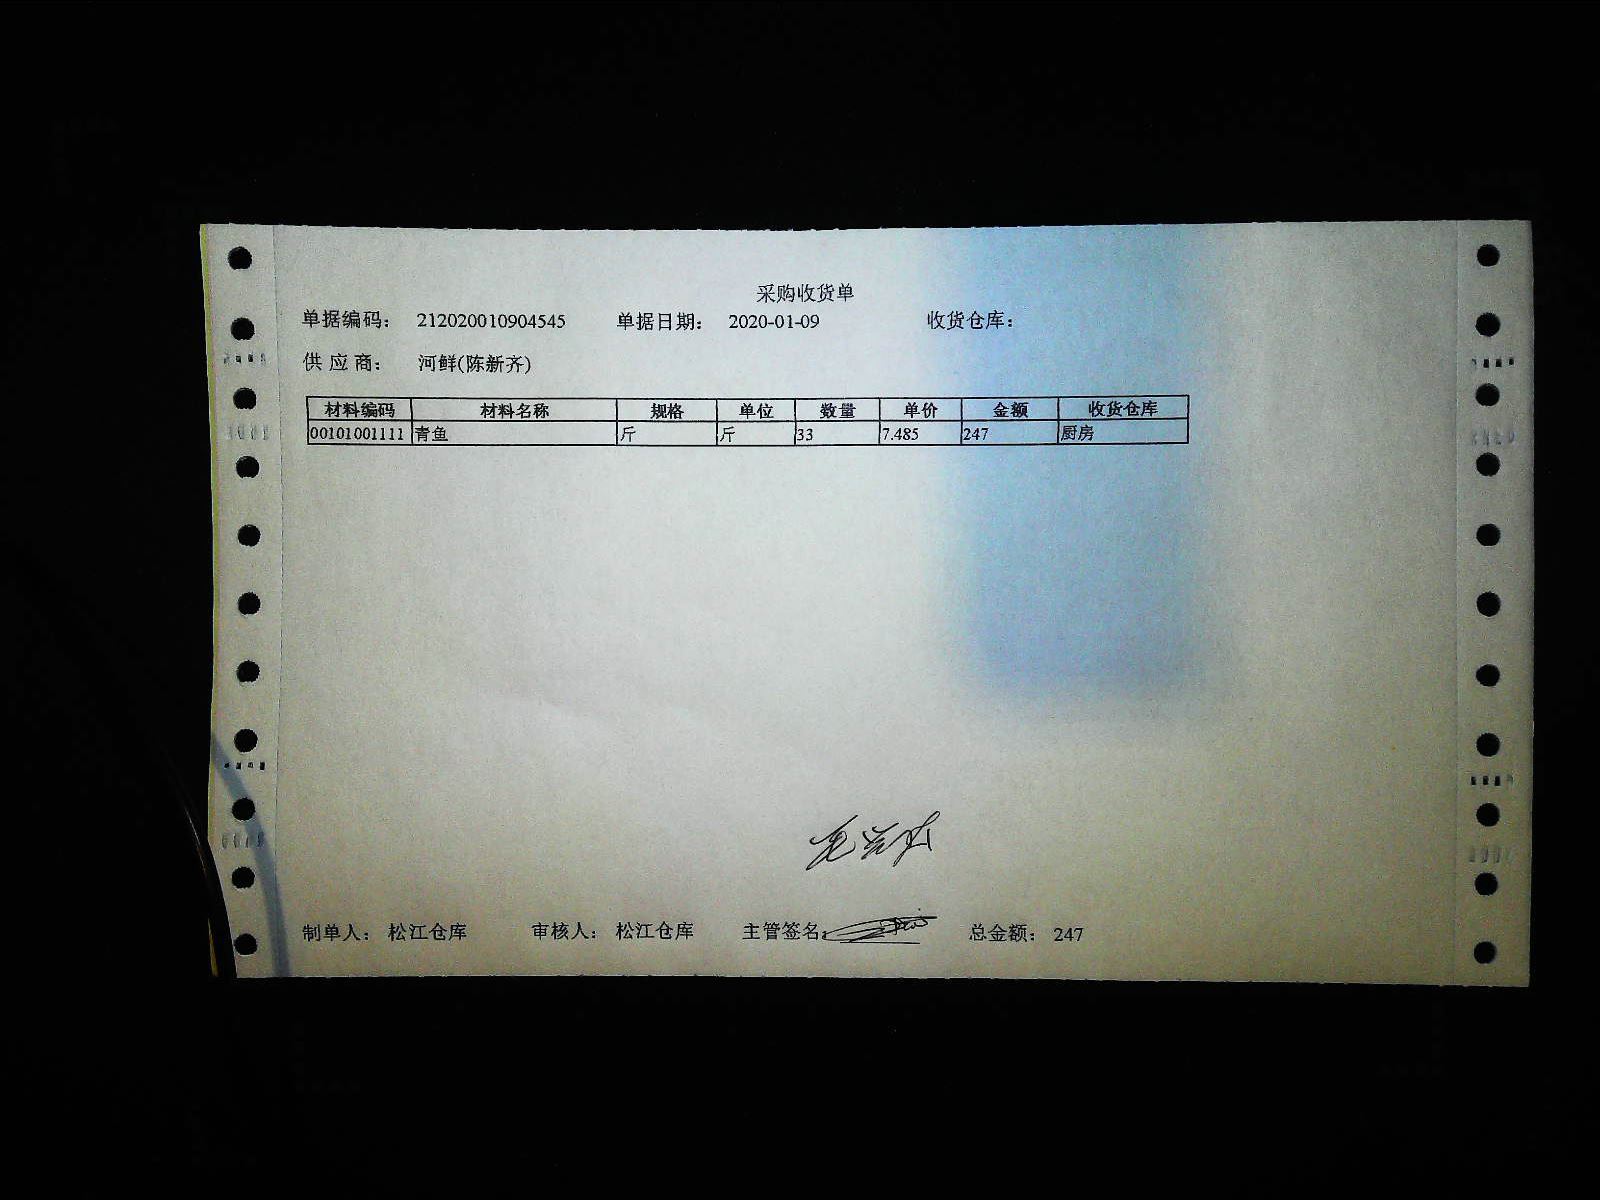 采购收货单
单据编码： 212020010904545 单据日期： 2020-01-09 收货仓库：
供 应 商： 河鲜(陈新齐)
材料编码 材料名称 规格 单位 数量 单价 金额 收货仓库
00101001111 青鱼 斤 斤 33 7.485 247 厨房
制单人： 松江仓库 审核人： 松江仓库 主管签名： 总金额： 247